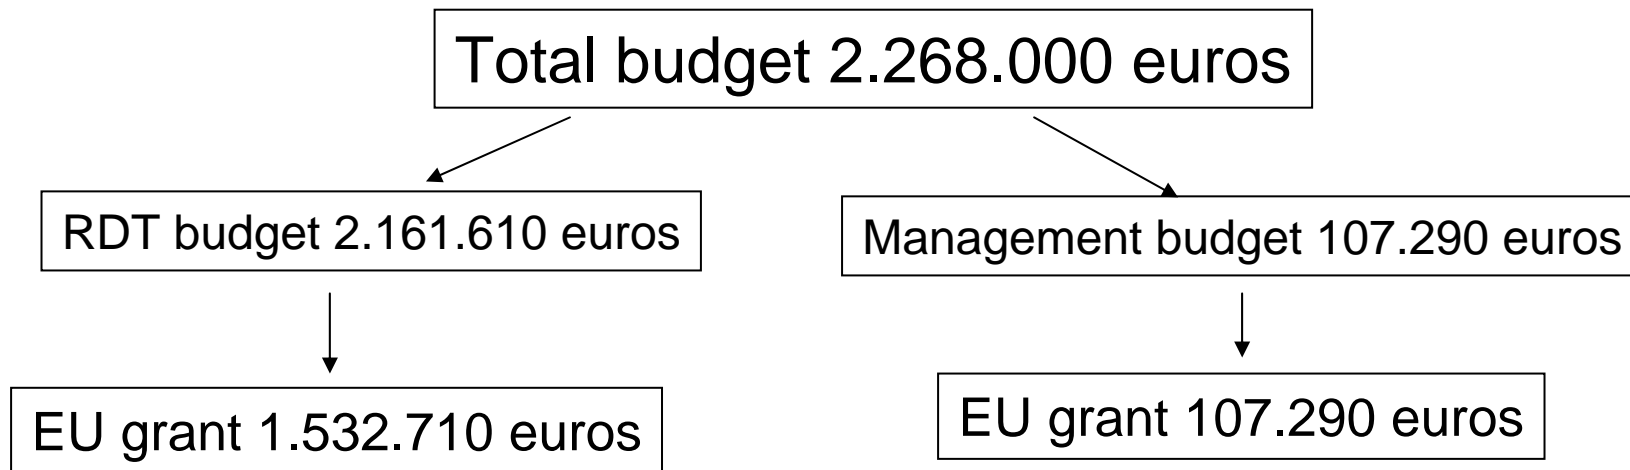 Total budget 2.268.000 euros
RDT budget 2.161.610 euros
Management budget 107.290 euros
EU grant 1.532.710 euros
EU grant 107.290 euros